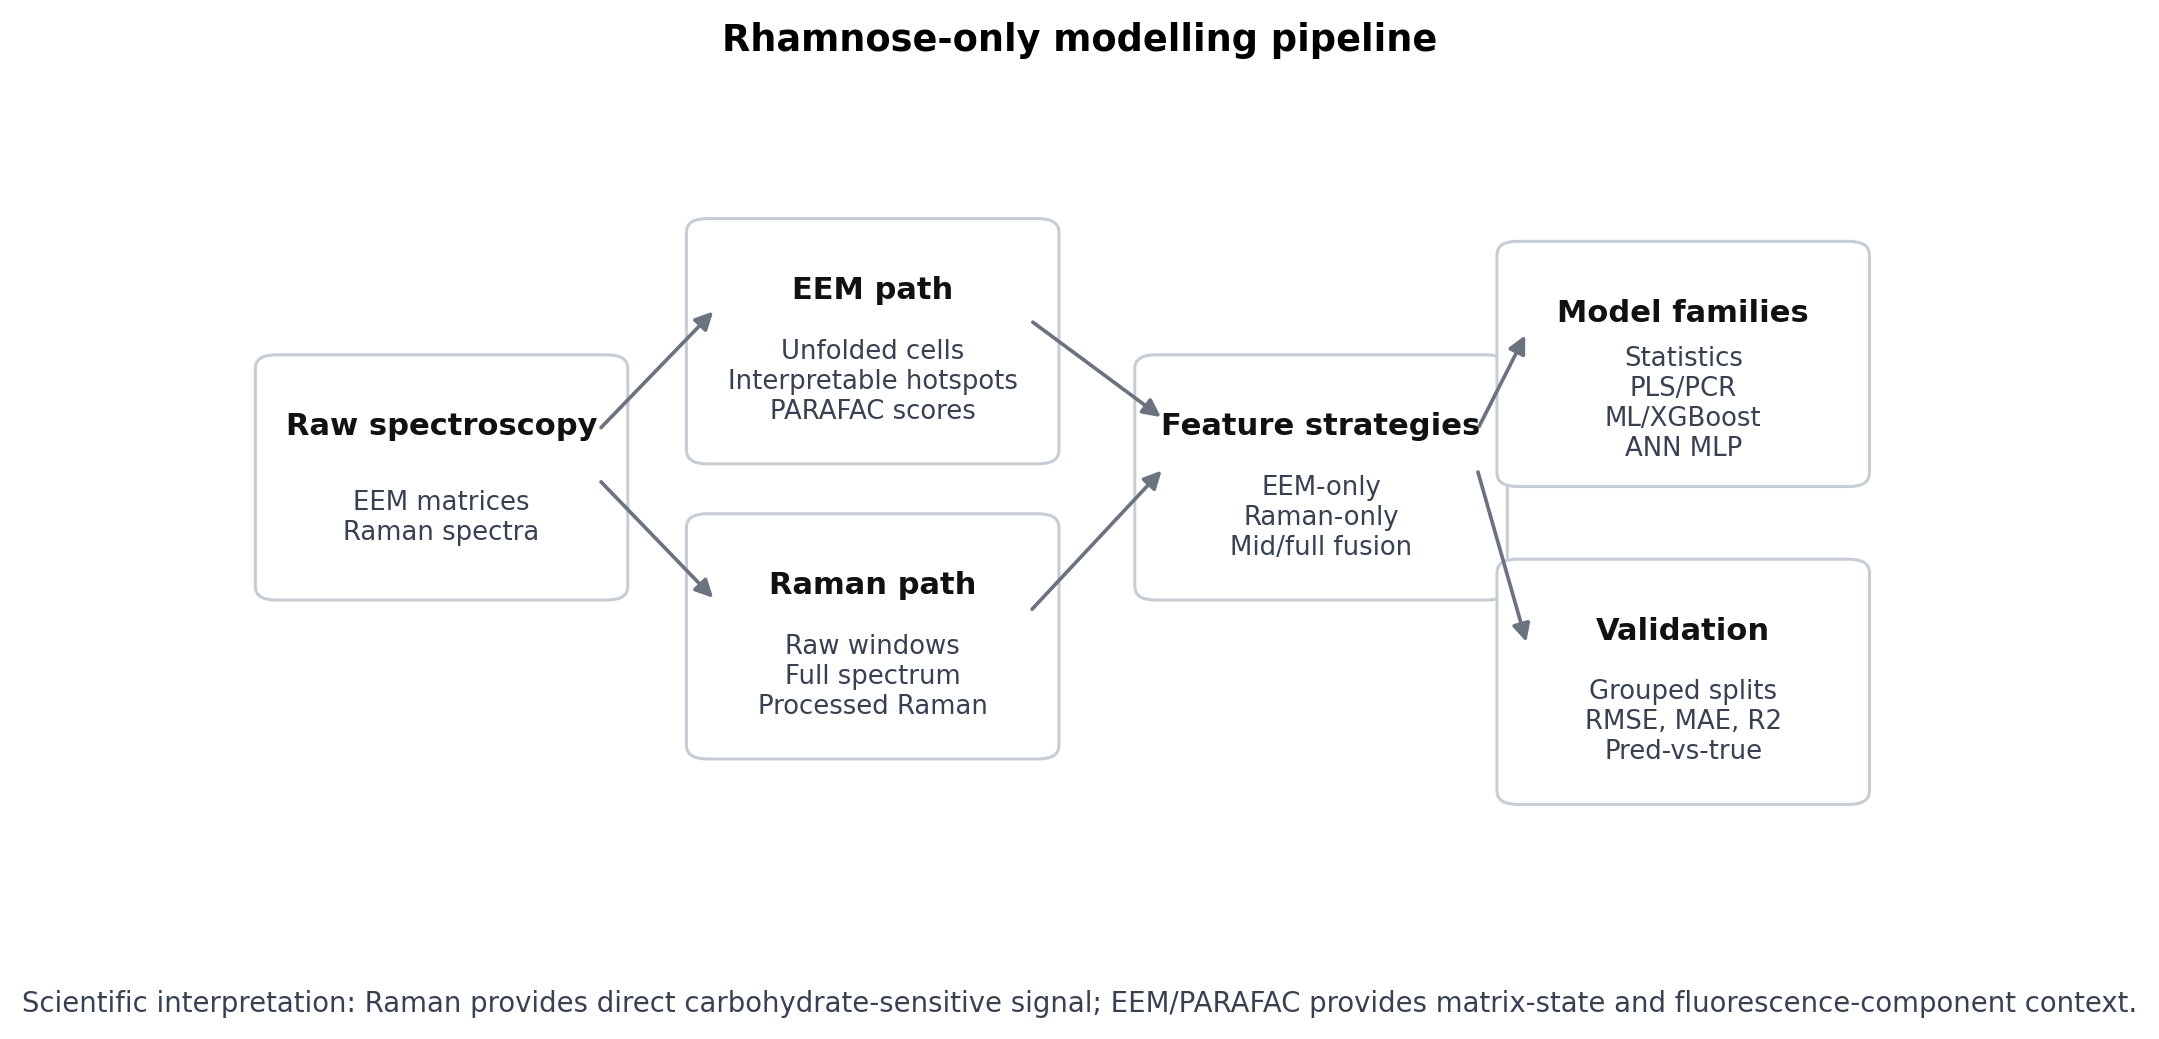 Rhamnose-only modelling pipeline
Raw spectroscopy
EEM matrices
Raman spectra
EEM path
Unfolded cells
Interpretable hotspots
PARAFAC scores
Raman path
Raw windows
Full spectrum
Processed Raman
Feature strategies
EEM-only
Raman-only
Mid/full fusion
Model families
Statistics
PLS/PCR
ML/XGBoost
ANN MLP
Validation
Grouped splits
RMSE, MAE, R2
Pred-vs-true
Scientific interpretation: Raman provides direct carbohydrate-sensitive signal; EEM/PARAFAC provides matrix-state and fluorescence-component context.